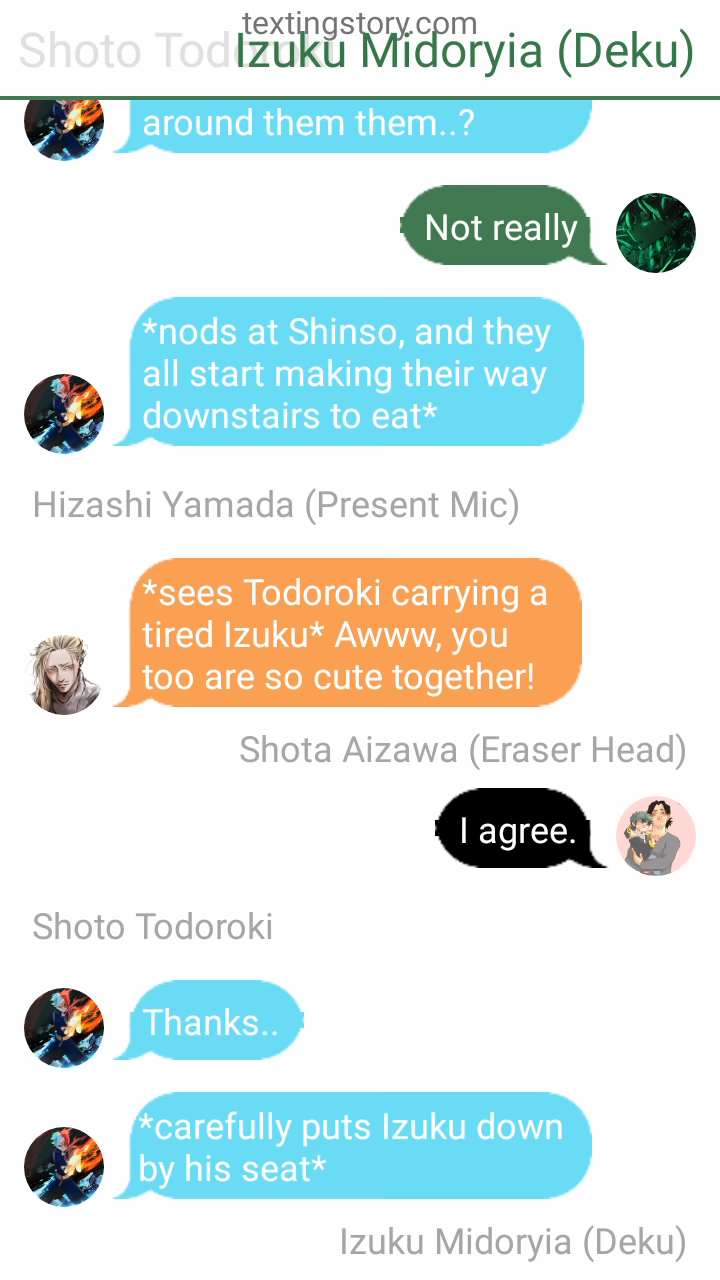 textingstory.com
Shoto Todoroki
Izuku Midoryia (Deku)
around them them..?
Not really
*nods at Shinso, and they
all start making their way
downstairs to eat*
Hizashi Yamada (Present Mic)
*sees Todoroki carrying a
tired Izuku* Awww, you
too are so cute together!
Shota Aizawa (Eraser Head)
I agree.
Shoto Todoroki
Thanks..
*carefully puts Izuku down
by his seat*
Izuku Midoryia (Deku)